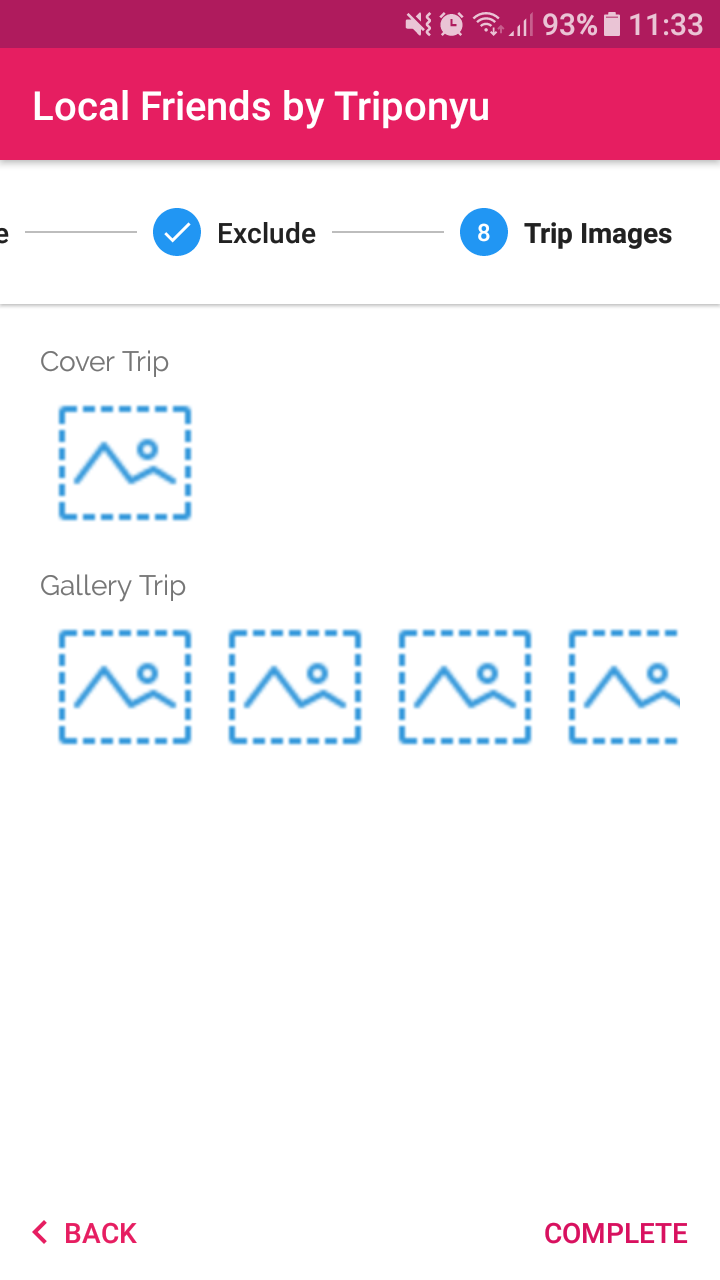 93% 11:33
Local Friends by Triponyu
e Exclude 8 Trip Images
Cover Trip
Gallery Trip
BACK COMPLETE